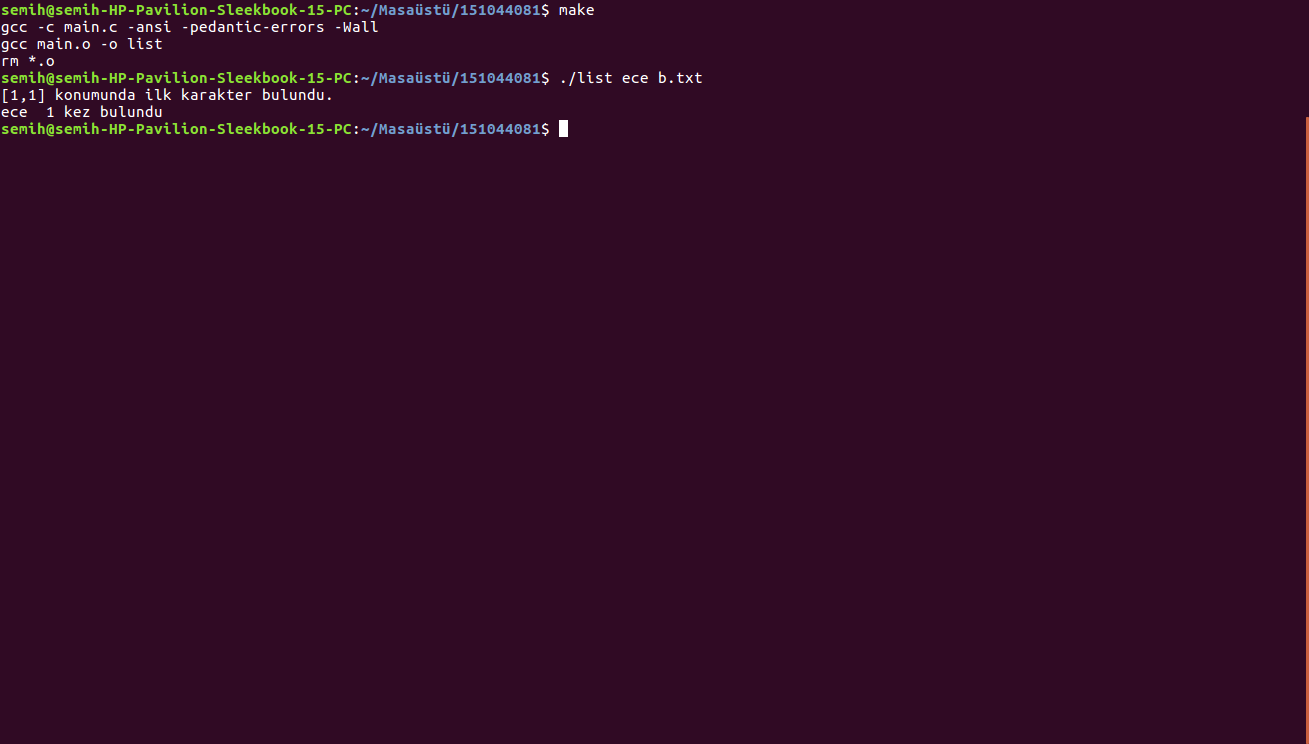 semih@semih-HP-Pavilion-Sleekbook-15-PC:~/Masaüstü/151044081$ make
gcc -c main.c -ansi -pedantic-errors -Wall
gcc main.o -o list
rm *.o
semih@semih-HP-Pavilion-Sleekbook-15-PC:~/Masaüstü/151044081$ ./list ece b.txt
[1,1] konumunda ilk karakter bulundu.
ece  1 kez bulundu
semih@semih-HP-Pavilion-Sleekbook-15-PC:~/Masaüstü/151044081$